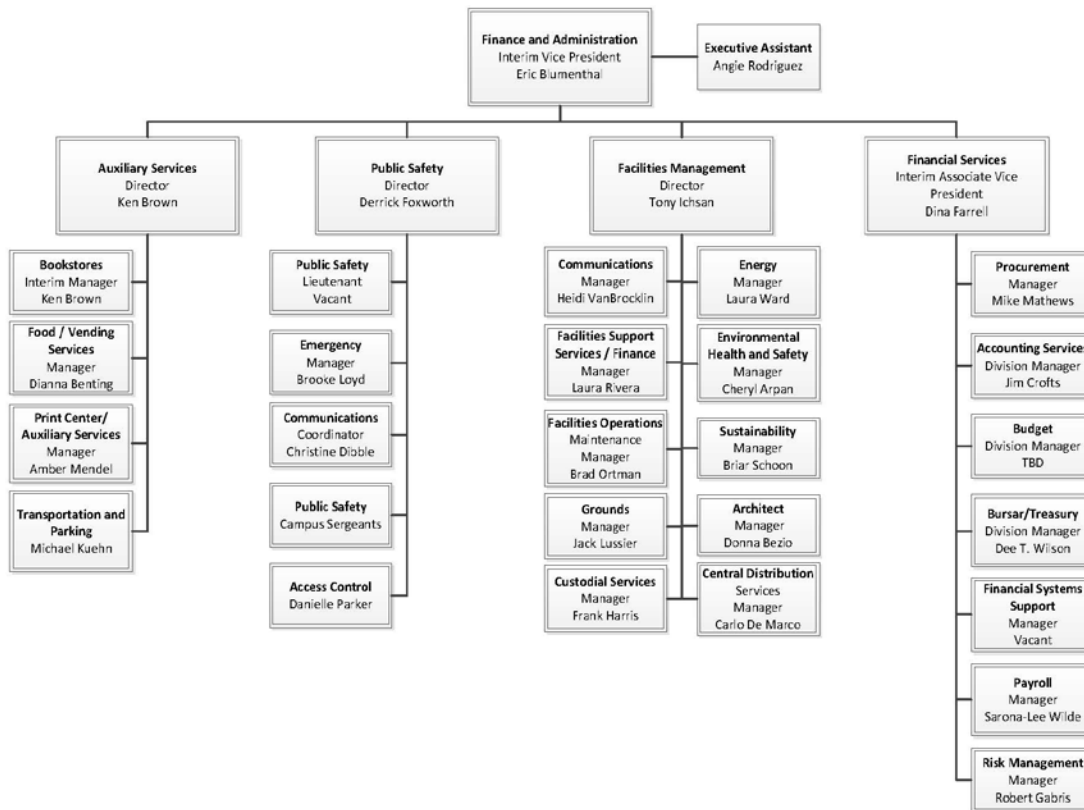 Finance and Administration
Interim Vice President
Eric Blumenthal
Executive Assistant
Angie Rodriguez
Auxiliary Services
Director
Ken Brown
Public Safety
Director
Derrick Foxworth
Facilities Management
Director
Tony Ichsan
Financial Services
Interim Associate Vice
President
Dina Farrell
Bookstores
Interim Manager
Ken Brown
Food / Vending
Services
Manager
Dianna Benting
Print Center/
Auxiliary Services
Manager
Amber Mendel
Transportation and
Parking
Michael Kuehn
Public Safety
Lieutenant
Vacant
Emergency
Manager
Brooke Loyd
Communications
Coordinator
Christine Dibble
Public Safety
Campus Sergeants
Access Control
Danielle Parker
Communications
Manager
Heidi VanBrocklin
Facilities Support
Services / Finance
Manager
Laura Rivera
Facilities Operations
Maintenance
Manager
Brad Ortman
Grounds
Manager
Jack Lussier
Custodial Services
Manager
Frank Harris
Energy
Manager
Laura Ward
Environmental
Health and Safety
Manager
Cheryl Arpan
Sustainability
Manager
Briar Schoon
Architect
Manager
Donna Bezio
Central Distribution
Services
Manager
Carlo De Marco
Procurement
Manager
Mike Mathews
Accounting Services
Division Manager
Jim Crofts
Budget
Division Manager
TBD
Bursar/Treasury
Division Manager
Dee T. Wilson
Financial Systems
Support
Manager
Vacant
Payroll
Manager
Sarona-Lee Wilde
Risk Management
Manager
Robert Gabris